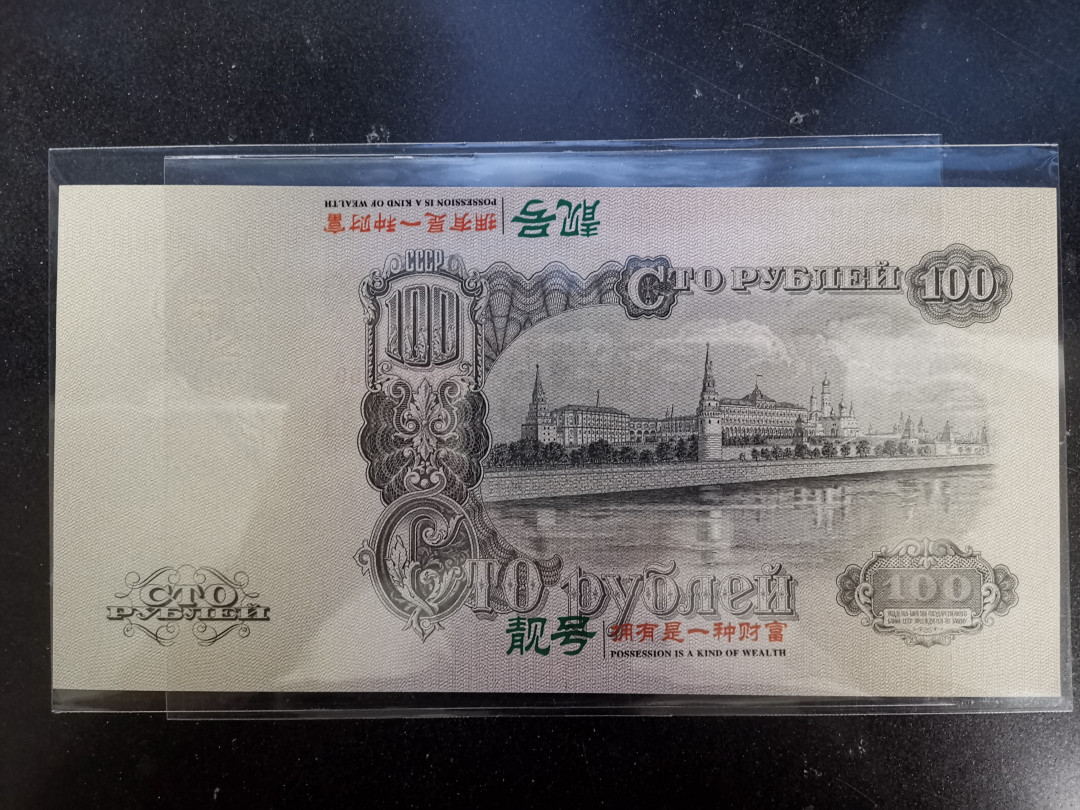 POSSESSION IS A KIND OF WEALTH
靓号 | 拥有是一种财富
СССР
100
СТО РУБЛЕЙ
100
СТО рублей
100
СТО
РУБЛЕЙ
靓号 | 拥有是一种财富
POSSESSION IS A KIND OF WEALTH